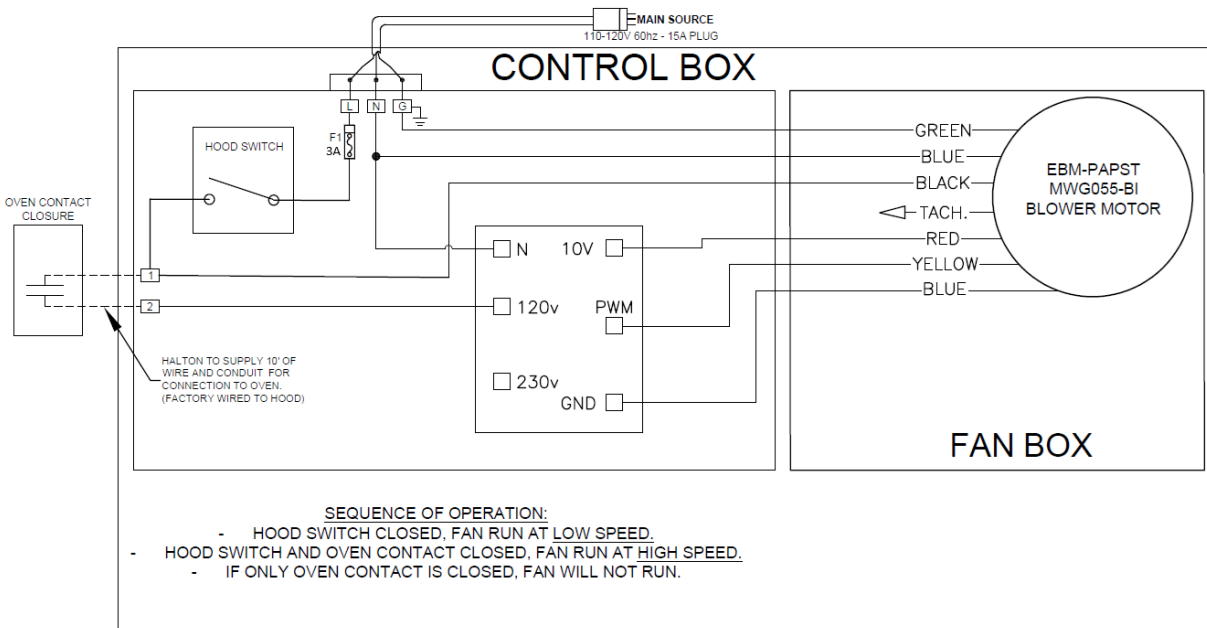 MAIN SOURCE
110-120V 60hz - 15A PLUG
CONTROL BOX
L N G
F1
3A
HOOD SWITCH
OVEN CONTACT
CLOSURE
1
2
HALTON TO SUPPLY 10' OF
WIRE AND CONDUIT FOR
CONNECTION TO OVEN.
(FACTORY WIRED TO HOOD)
N 10V
120v PWM
230v
GND
GREEN
BLUE
BLACK
TACH.
RED
YELLOW
BLUE
EBM-PAPST
MWG055-BI
BLOWER MOTOR
FAN BOX
SEQUENCE OF OPERATION:
- HOOD SWITCH CLOSED, FAN RUN AT LOW SPEED.
- HOOD SWITCH AND OVEN CONTACT CLOSED, FAN RUN AT HIGH SPEED.
- IF ONLY OVEN CONTACT IS CLOSED, FAN WILL NOT RUN.